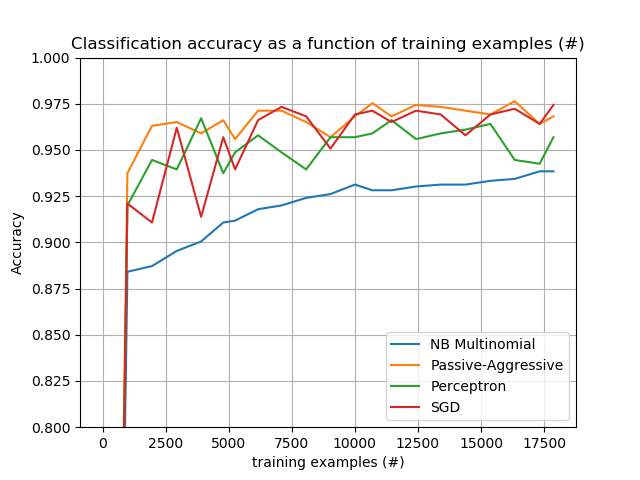 Classification accuracy as a function of training examples (#)
1.000
0.975
0.950
0.925
0.900
0.875
0.850
0.825
0.800
Accuracy
NB Multinomial
Passive-Aggressive
Perceptron
SGD
0 2500 5000 7500 10000 12500 15000 17500
training examples (#)